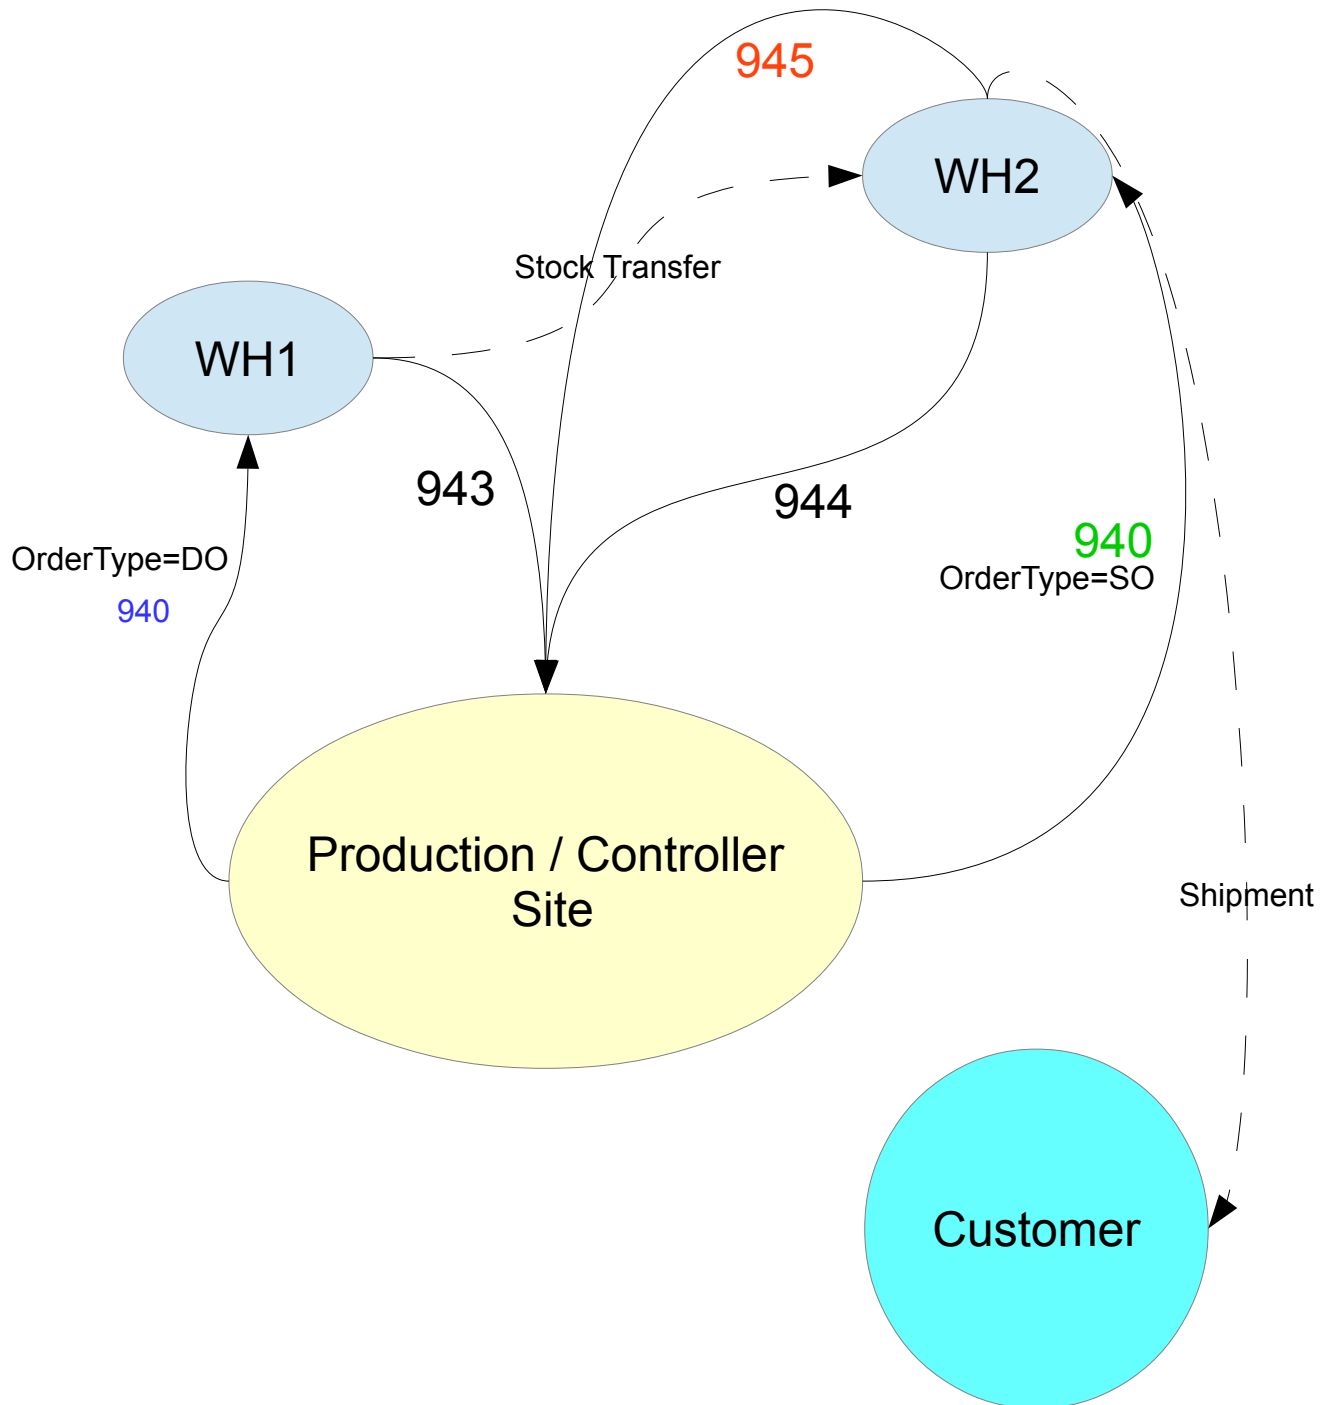 945
WH2
Stock Transfer
WH1
943
944
940
OrderType=SO
OrderType=DO
940
Production / Controller
Site
Shipment
Customer